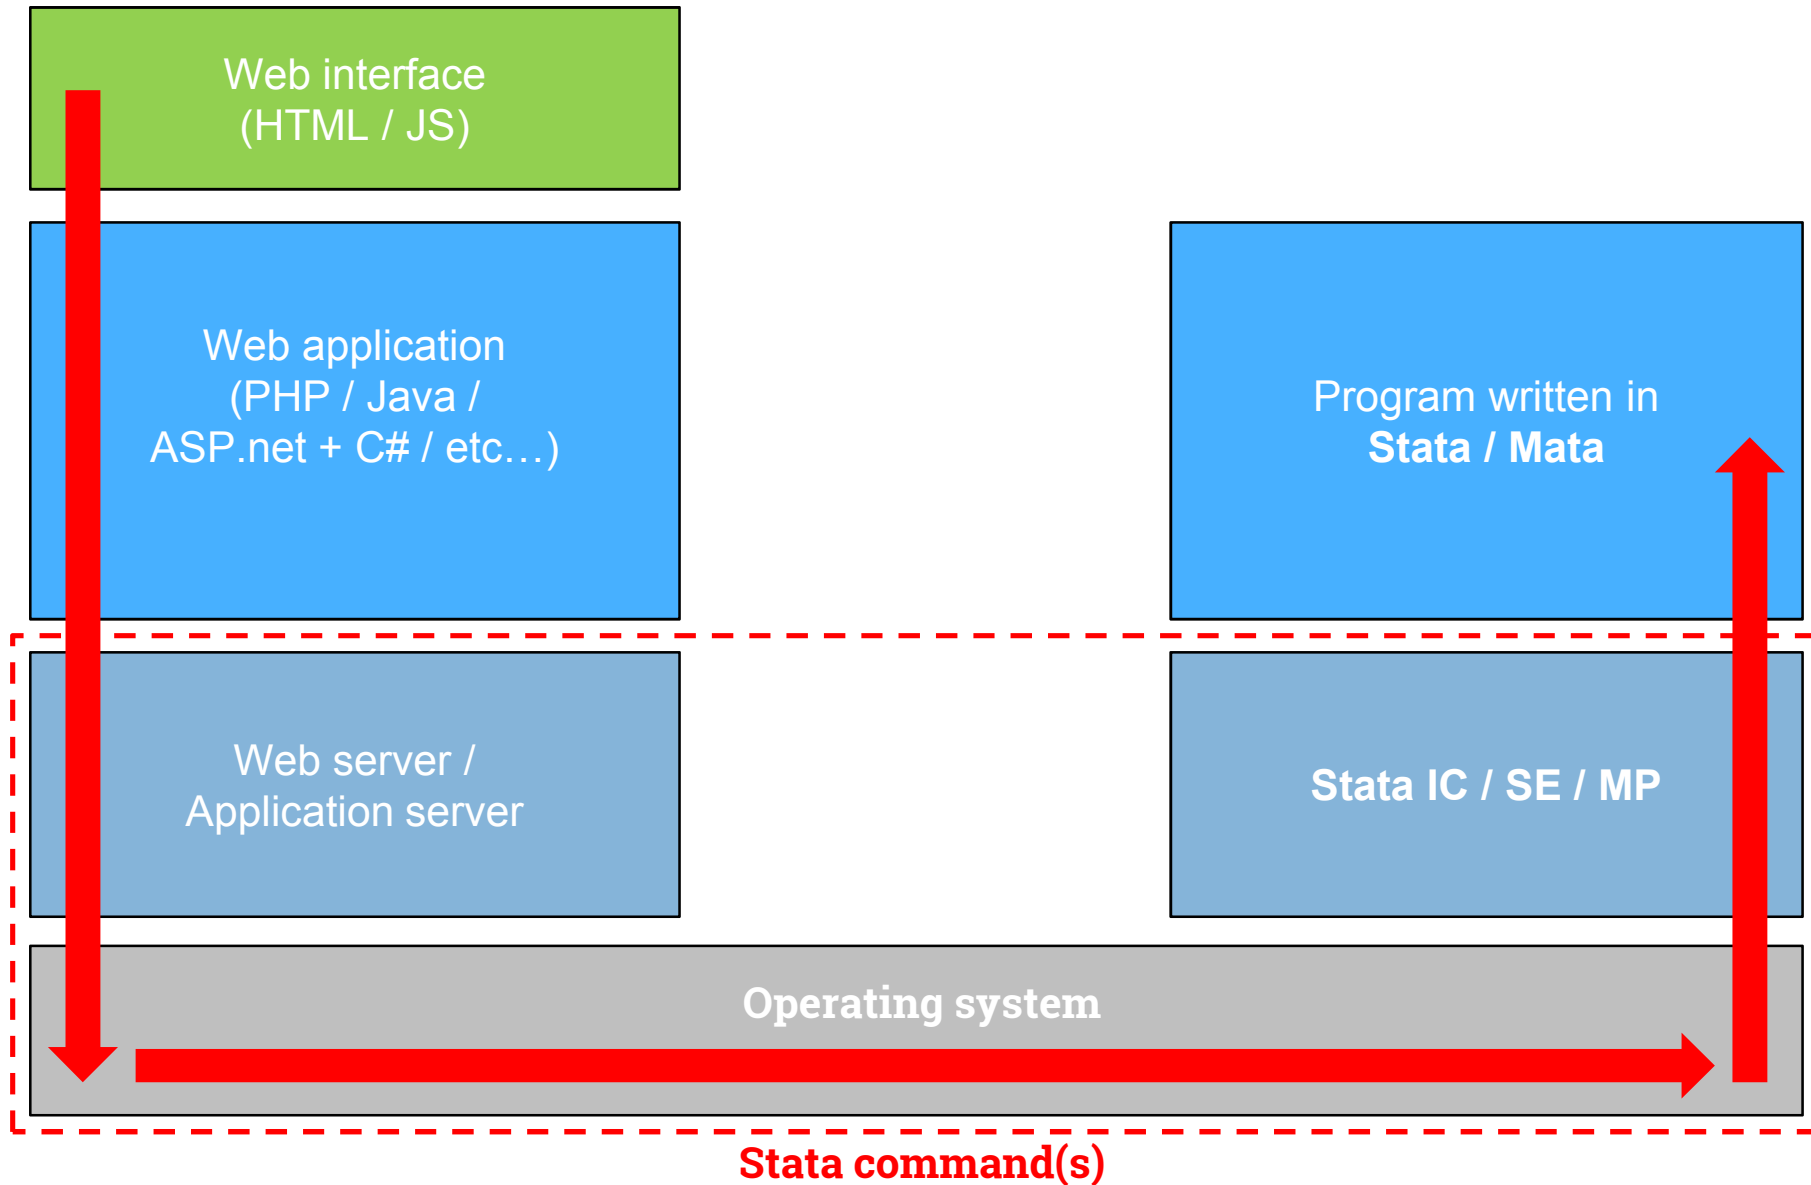 Web interface
(HTML / JS)
Web application
(PHP / Java /
ASP.net + C# / etc…)
Program written in
Stata / Mata
Web server /
Application server
Stata IC / SE / MP
Operating system
Stata command(s)